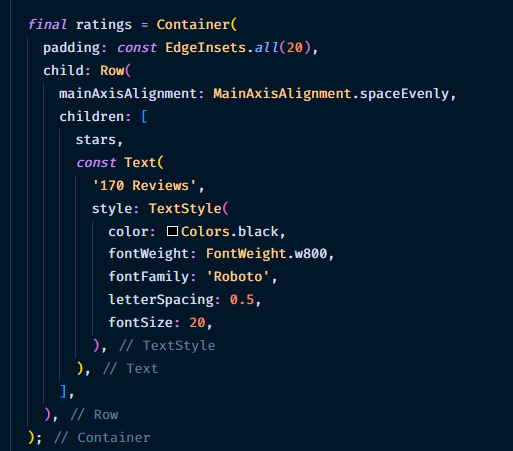 final ratings = Container(
  padding: const EdgeInsets.all(20),
  child: Row(
    mainAxisAlignment: MainAxisAlignment.spaceEvenly,
    children: [
      stars,
      const Text(
        '170 Reviews',
        style: TextStyle(
          color: Colors.black,
          fontWeight: FontWeight.w800,
          fontFamily: 'Roboto',
          letterSpacing: 0.5,
          fontSize: 20,
        ), // TextStyle
      ), // Text
    ],
  ), // Row
); // Container